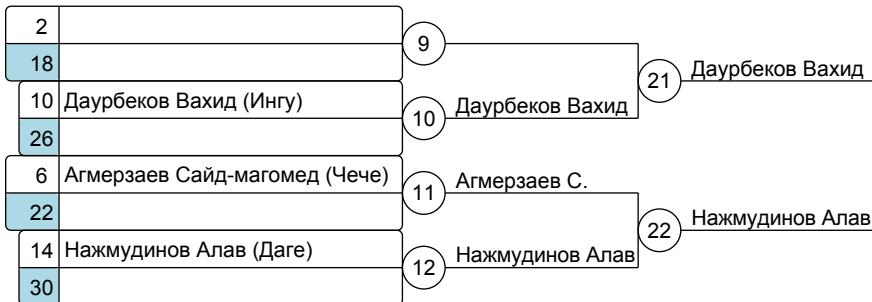 2
9
18
Даурбеков Вахид
21
10 Даурбеков Вахид (Ингу)
Даурбеков Вахид
10
26
6 Агмерзаев Сайд-магомед (Чече)
Агмерзаев С.
11
22
Нажмудинов Алав
22
14 Нажмудинов Алав (Даге)
Нажмудинов Алав
12
30